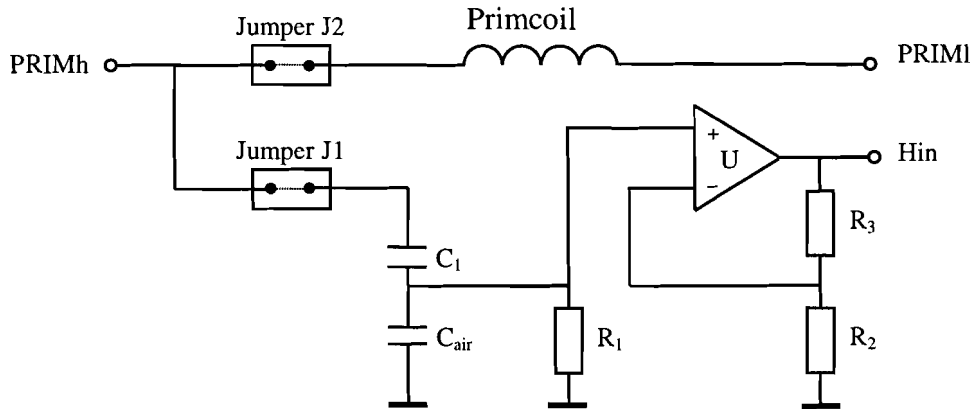 Jumper J2
Primcoil
PRIMh
PRIMl
Jumper J1
+
U
−
Hin
R3
C1
Cair
R1
R2